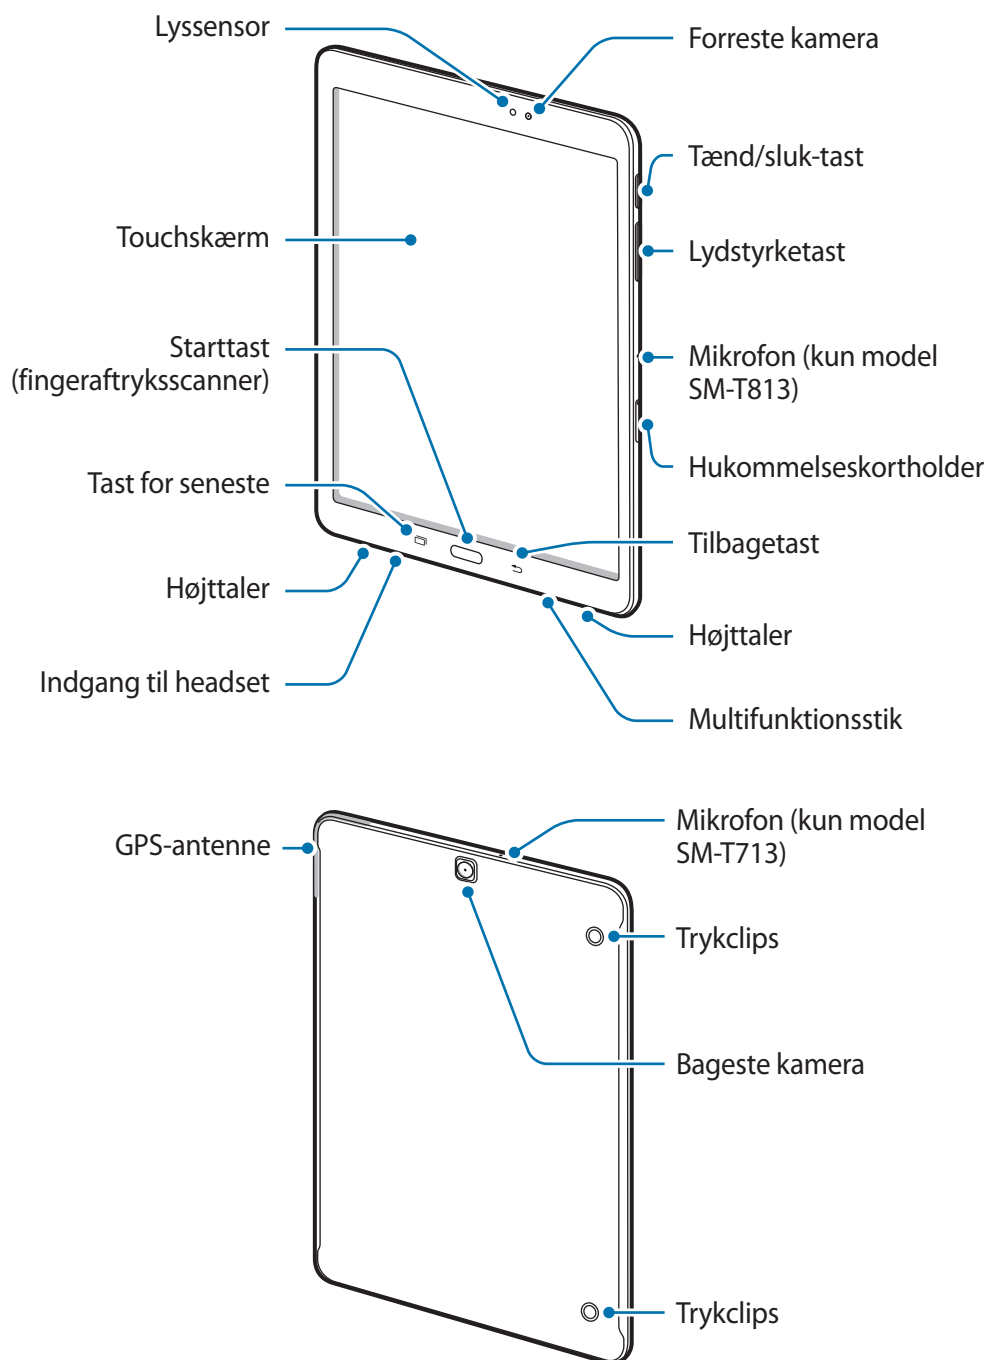 Lyssensor
Forreste kamera
Tænd/sluk-tast
Touchskærm
Lydstyrketast
Starttast
(fingeraftryksscanner)
Mikrofon (kun model
SM-T813)
Hukommelseskortholder
Tast for seneste
Tilbagetast
Højttaler
Højttaler
Indgang til headset
Multifunktionsstik
GPS-antenne
Mikrofon (kun model
SM-T713)
Trykclips
Bageste kamera
Trykclips